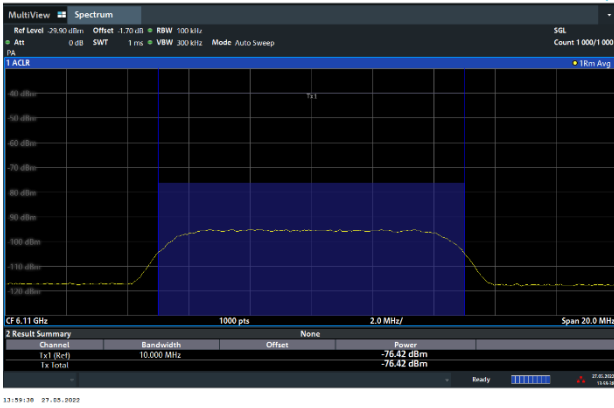 MultiView Spectrum
Ref Level -29.90 dBm Offset -1.70 dB RBW 100 kHz SGL
Att 0 dB SWT 1 ms VBW 300 kHz Mode Auto Sweep Count 1000/1000
PA
1 ACLR 1Rm Avg
-40 dBm
Tx1
-50 dBm
-60 dBm
-70 dBm
-80 dBm
-90 dBm
-100 dBm
-110 dBm
-120 dBm
CF 6.11 GHz 1000 pts 2.0 MHz/ Span 20.0 MHz
2 Result Summary None
Channel Bandwidth Offset Power
Tx1 (Ref) 10.000 MHz -76.42 dBm
Tx Total -76.42 dBm
Ready 27.05.2022
13:59:38
13:59:38 27.05.2022